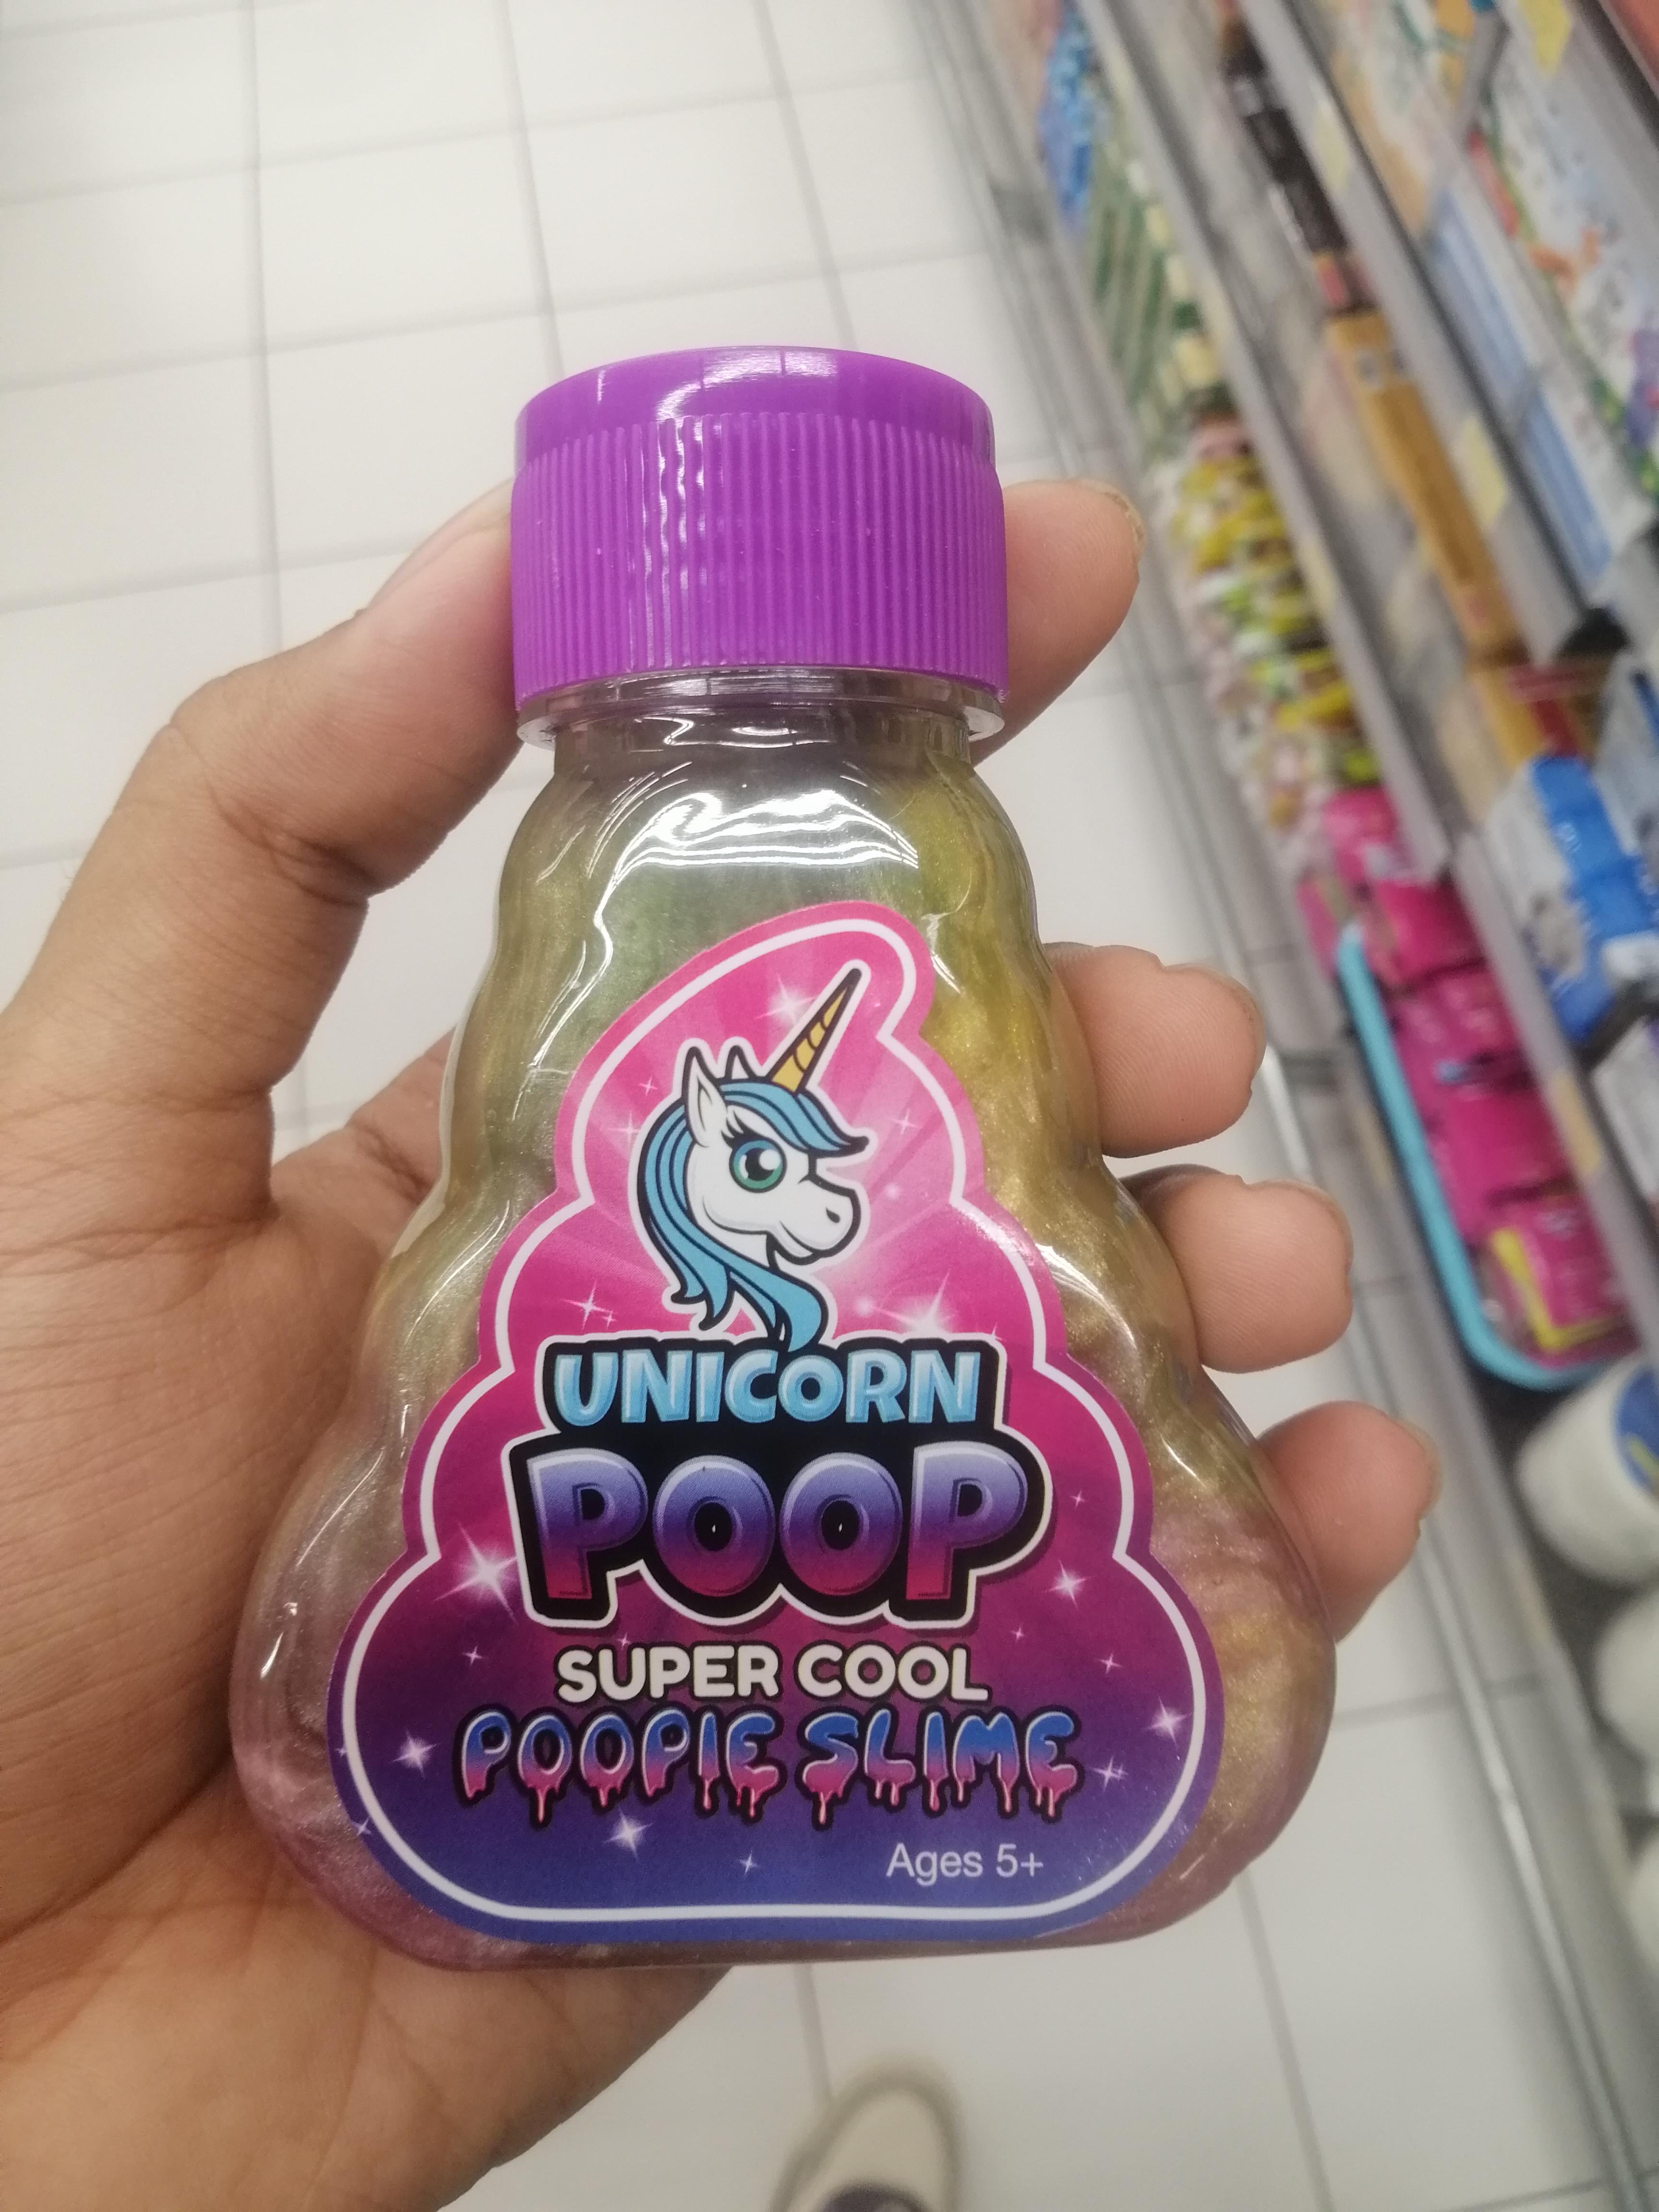 UNICORN
POOP
SUPER COOL
POOPIE SLIME
Ages 5+